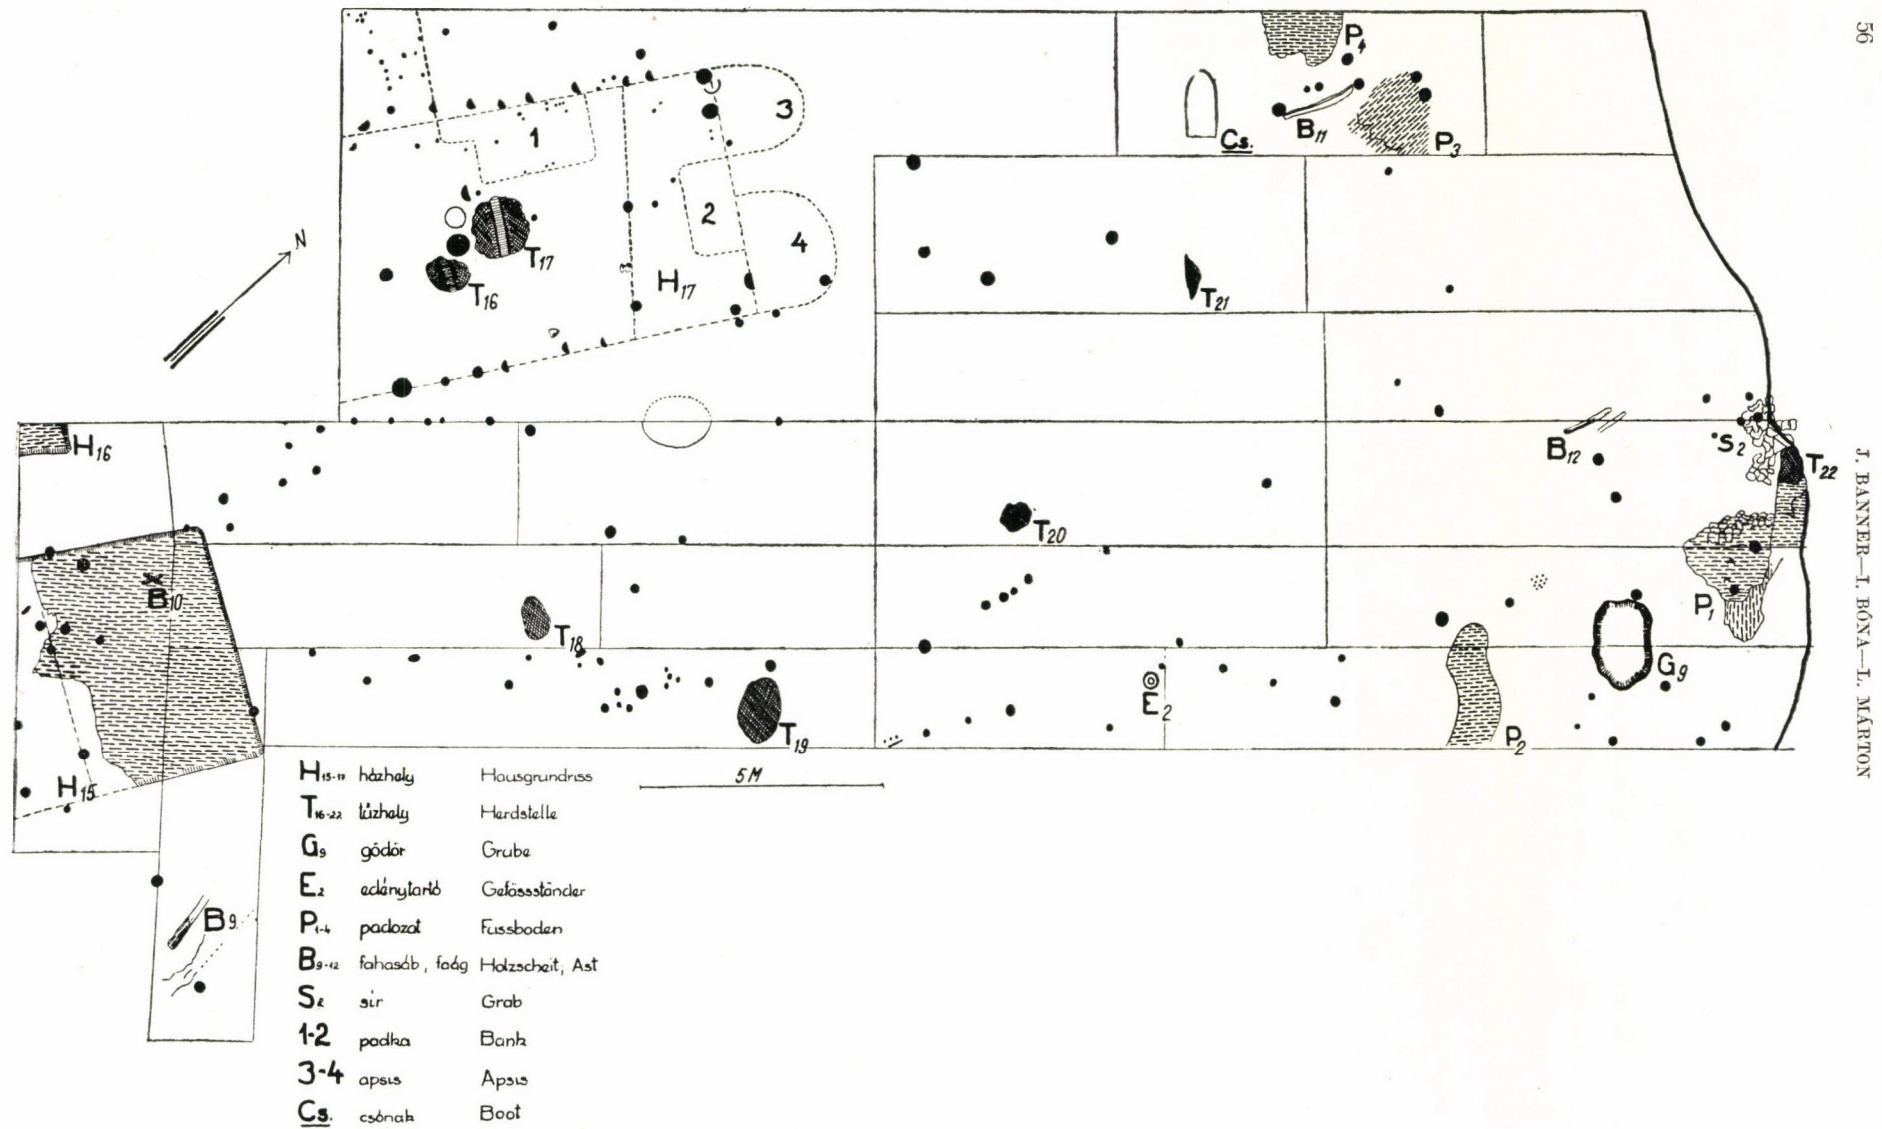 56
J. BANNER—I. BÓNA—L. MÁRTON
N
P4
B11
P3
Cs.
1
3
2
4
T17
T16
H17
T21
H16
B12
S2
T22
T20
B10
T18
P1
G9
E2
T19
P2
H15
B9
5 M
H15-17 házhely Hausgrundriss
T16-22 tűzhely Herdstelle
G9 gödör Grube
E2 edénytartó Gefässständer
P1-4 padozat Fussboden
B9-12 fahasáb, faág Holzscheit, Ast
S2 sír Grab
1-2 padka Bank
3-4 apsis Apsis
Cs. csónak Boot